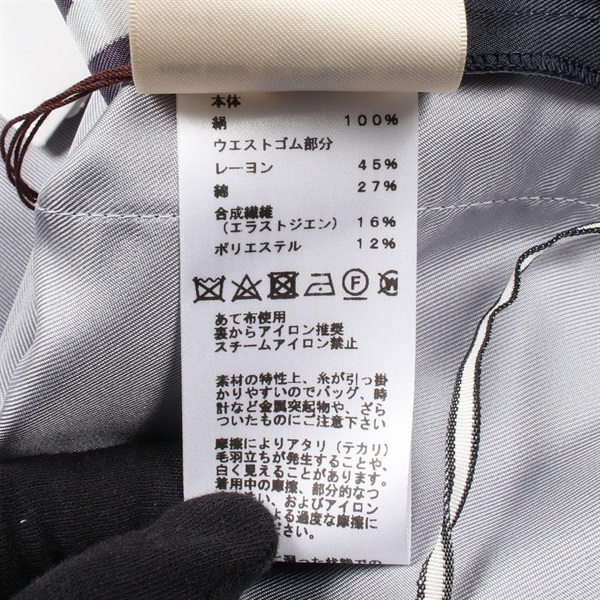 本体
絹 100%
ウエストゴム部分
レーヨン 45%
綿 27%
合成繊維
(エラストジエン) 16%
ポリエステル 12%
あて布使用
裏からアイロン推奨
スチームアイロン禁止
素材の特性上、糸が引っ掛
かりやすいのでバッグ、時
計など金属突起物や、ざら
ついたものにご注意下さい
摩擦によりアタリ(テカリ)
毛羽立ちが発生することや、
白く見えることがあります。
着用中の摩擦、部分的なつ
さい、およびアイロン
よる過度な摩擦に